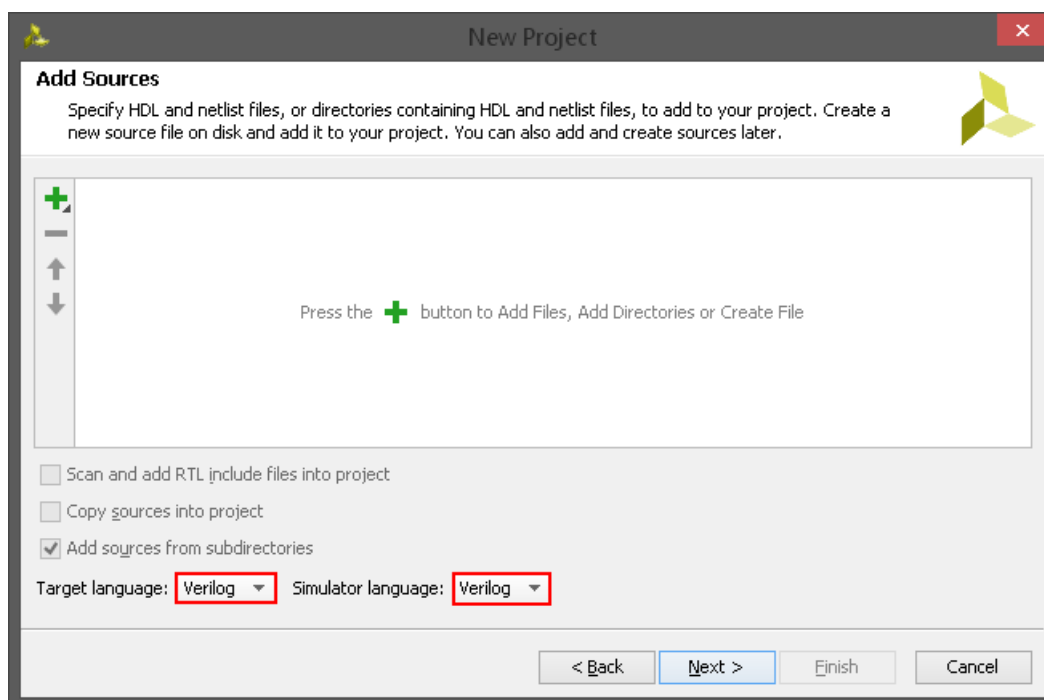 New Project
Add Sources
Specify HDL and netlist files, or directories containing HDL and netlist files, to add to your project. Create a
new source file on disk and add it to your project. You can also add and create sources later.
Press the button to Add Files, Add Directories or Create File
Scan and add RTL include files into project
Copy sources into project
Add sources from subdirectories
Target language: Verilog Simulator language: Verilog
< Back Next > Finish Cancel